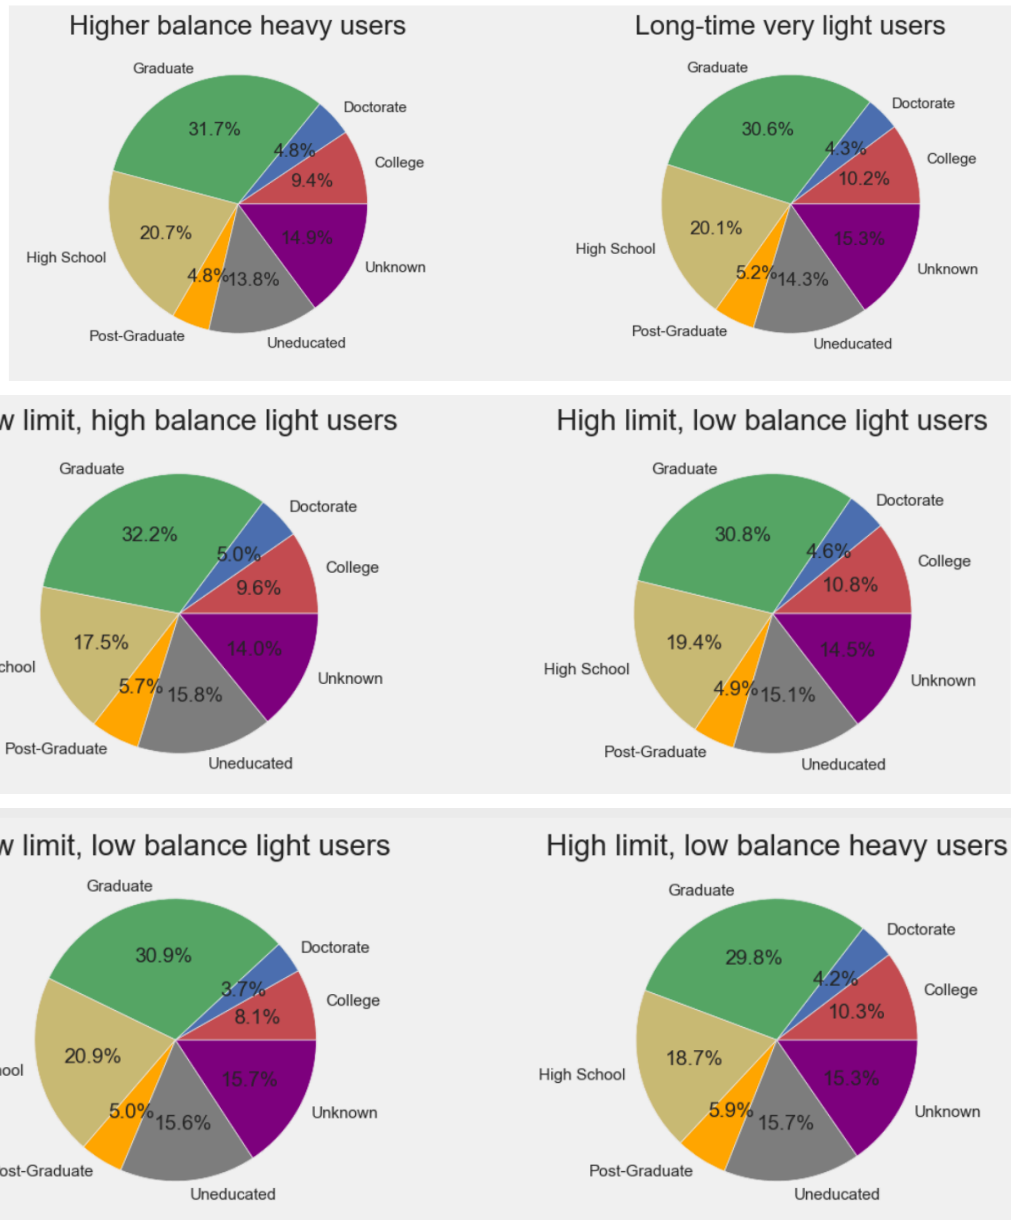 Higher balance heavy users
Graduate
Doctorate
College
31.7%
4.8%
9.4%
20.7%
14.9%
4.8%
13.8%
High School
Unknown
Post-Graduate
Uneducated
Long-time very light users
Graduate
Doctorate
College
30.6%
4.3%
10.2%
20.1%
15.3%
5.2%
14.3%
High School
Unknown
Post-Graduate
Uneducated
w limit, high balance light users
Graduate
Doctorate
College
32.2%
5.0%
9.6%
17.5%
14.0%
5.7%
15.8%
chool
Unknown
Post-Graduate
Uneducated
High limit, low balance light users
Graduate
Doctorate
College
30.8%
4.6%
10.8%
19.4%
14.5%
4.9%
15.1%
High School
Unknown
Post-Graduate
Uneducated
w limit, low balance light users
Graduate
Doctorate
College
30.9%
3.7%
8.1%
20.9%
15.7%
5.0%
15.6%
ool
Unknown
ost-Graduate
Uneducated
High limit, low balance heavy users
Graduate
Doctorate
College
29.8%
4.2%
10.3%
18.7%
15.3%
5.9%
15.7%
High School
Unknown
Post-Graduate
Uneducated